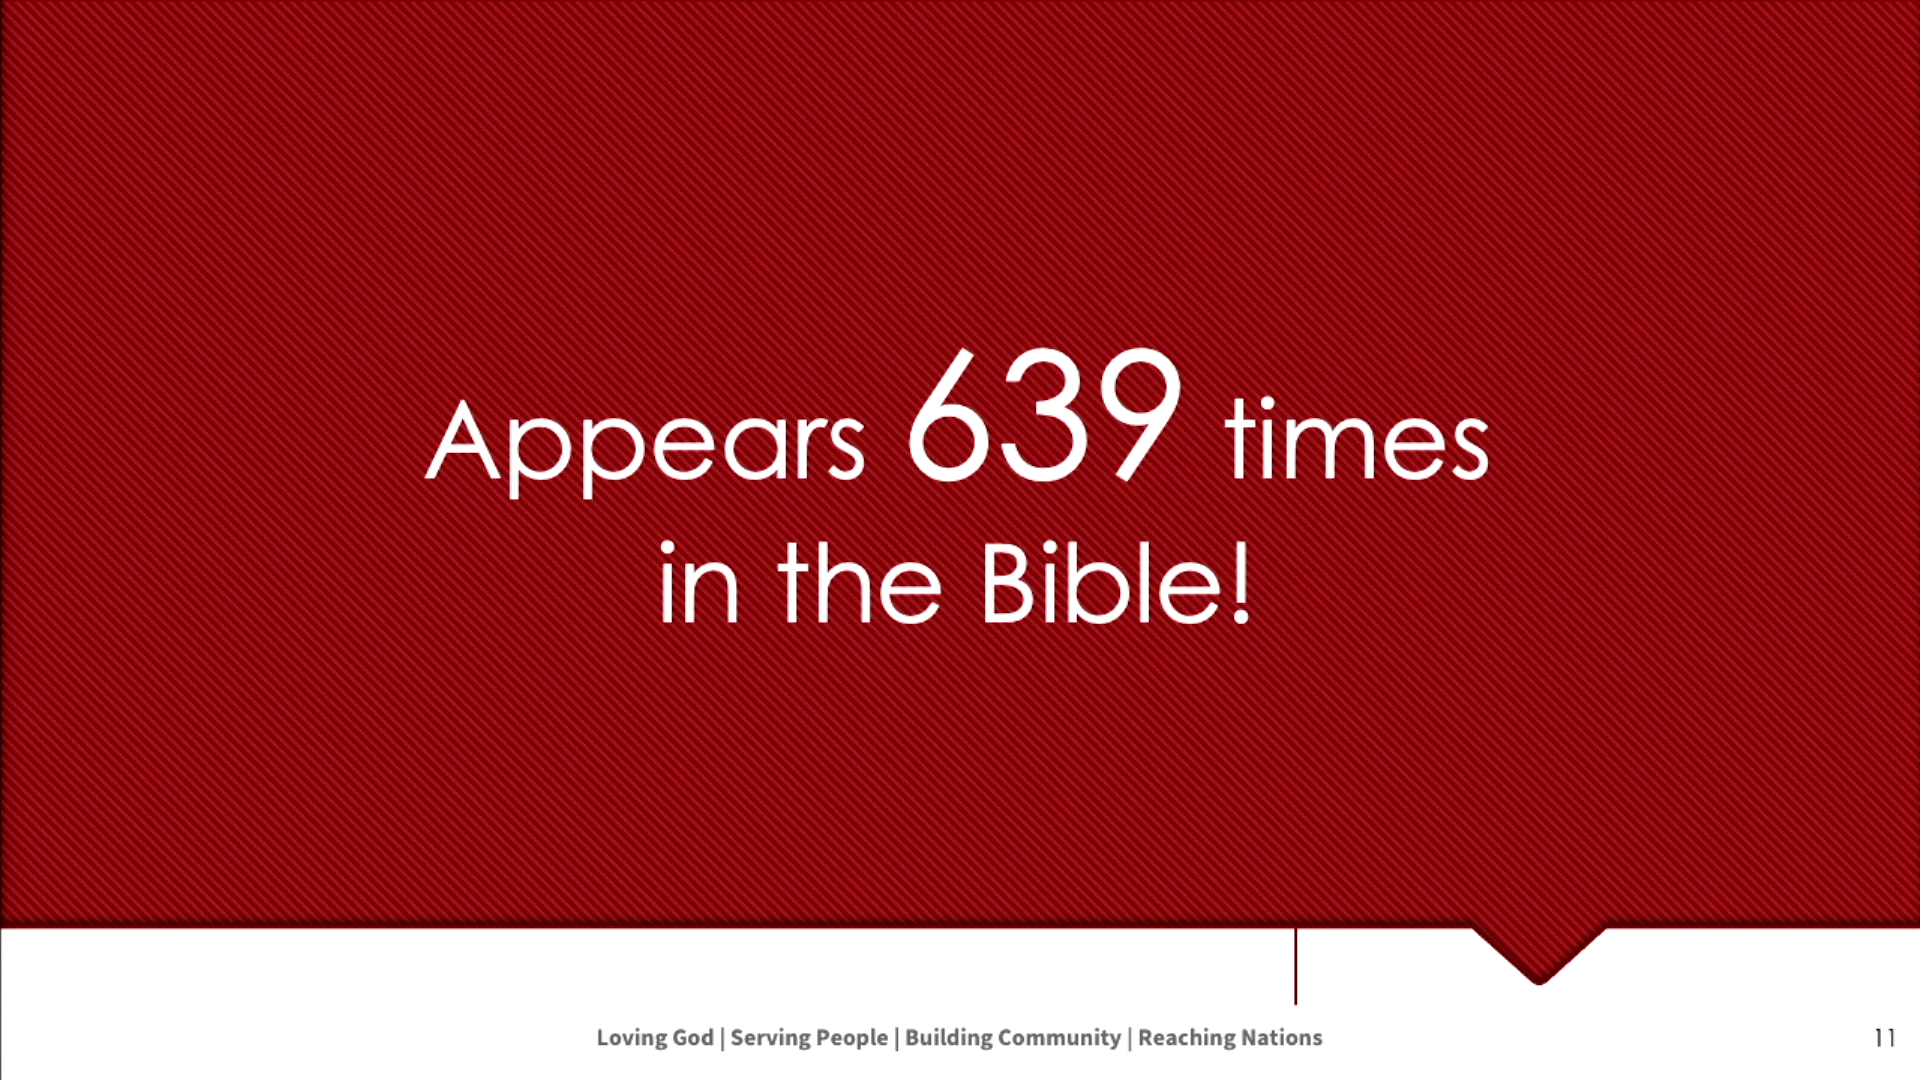 Appears 639 times
in the Bible!
Loving God | Serving People | Building Community | Reaching Nations
11